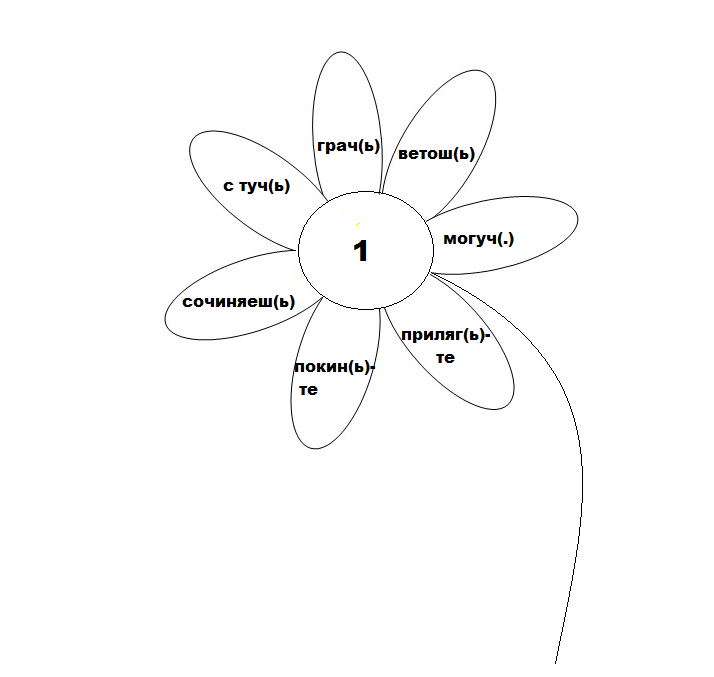 грач(ь)
ветош(ь)
с туч(ь)
могуч(.)
1
сочиняеш(ь)
приляг(ь)-
те
покин(ь)-
те